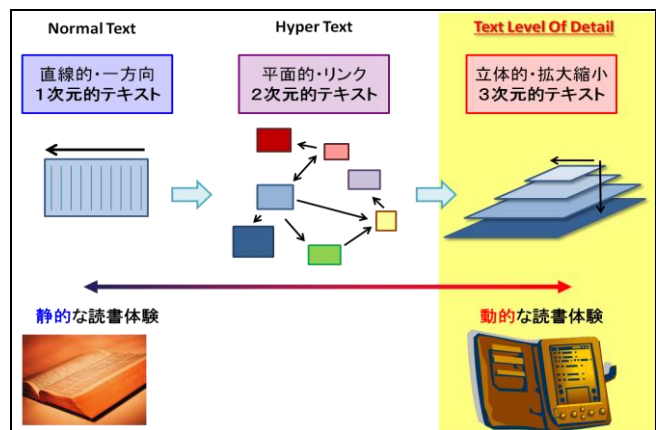 Normal Text
直線的・一方向
1次元的テキスト
Hyper Text
平面的・リンク
2次元的テキスト
Text Level Of Detail
立体的・拡大縮小
3次元的テキスト
静的な読書体験
動的な読書体験